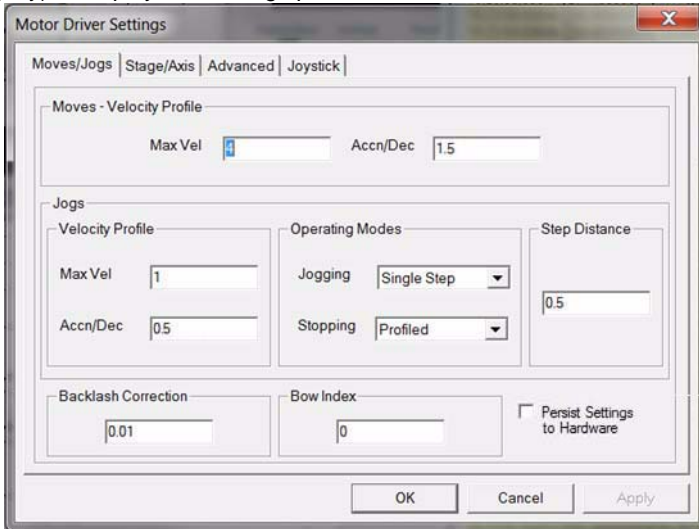 Motor Driver Settings
Moves/Jogs Stage/Axis Advanced Joystick
Moves - Velocity Profile
Max Vel 4 Accn/Dec 1.5
Jogs
Velocity Profile Operating Modes Step Distance
Max Vel 1 Jogging Single Step
0.5
Accn/Dec 0.5 Stopping Profiled
Backlash Correction Bow Index
Persist Settings
to Hardware
0.01 0
OK Cancel Apply